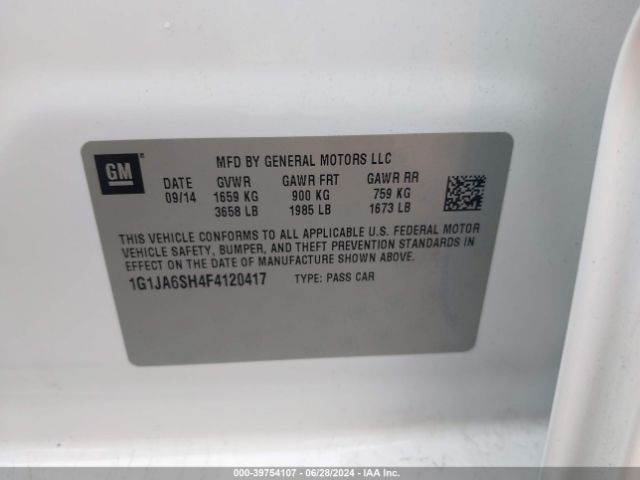 GM®
MFD BY GENERAL MOTORS LLC
DATE GVWR GAWR FRT GAWR RR
09/14 1659 KG 900 KG 759 KG
3658 LB 1985 LB 1673 LB
THIS VEHICLE CONFORMS TO ALL APPLICABLE U.S. FEDERAL MOTOR
VEHICLE SAFETY, BUMPER, AND THEFT PREVENTION STANDARDS IN
EFFECT ON THE DATE OF MANUFACTURE SHOWN ABOVE.
1G1JA6SH4F4120417 TYPE: PASS CAR
000-39754107 - 06/28/2024 - IAA Inc.